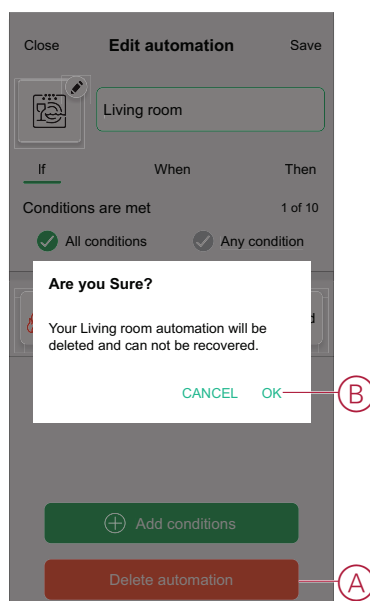 Close Edit automation Save
Living room
If When Then
Conditions are met 1 of 10
All conditions Any condition
Are you Sure?
Your Living room automation will be
deleted and can not be recovered.
CANCEL OK
B
Add conditions
Delete automation
A